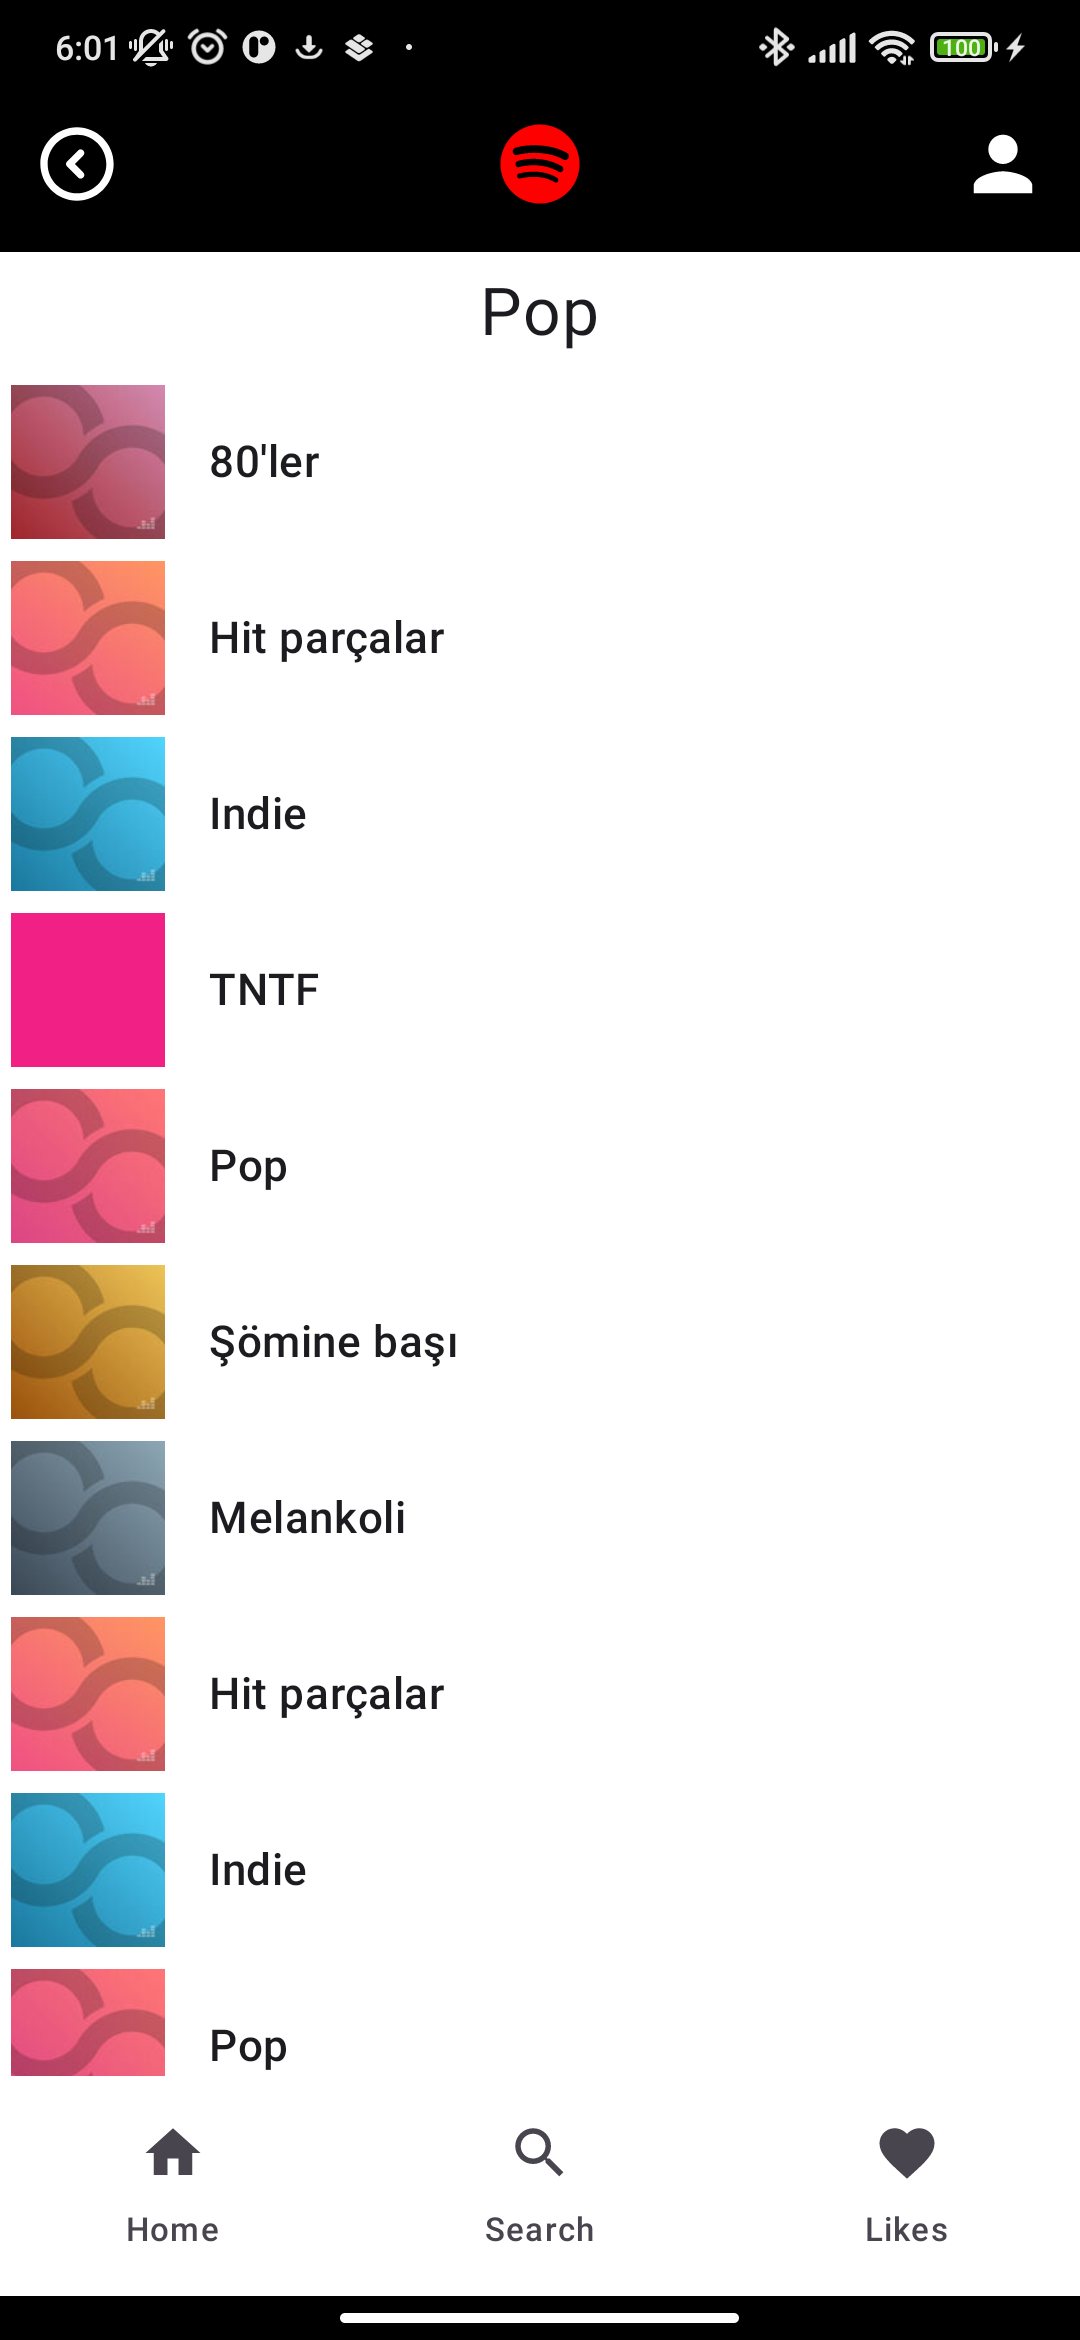 6:01
100
Pop
80'ler
Hit parçalar
Indie
TNTF
Pop
Şömine başı
Melankoli
Hit parçalar
Indie
Pop
Home
Search
Likes